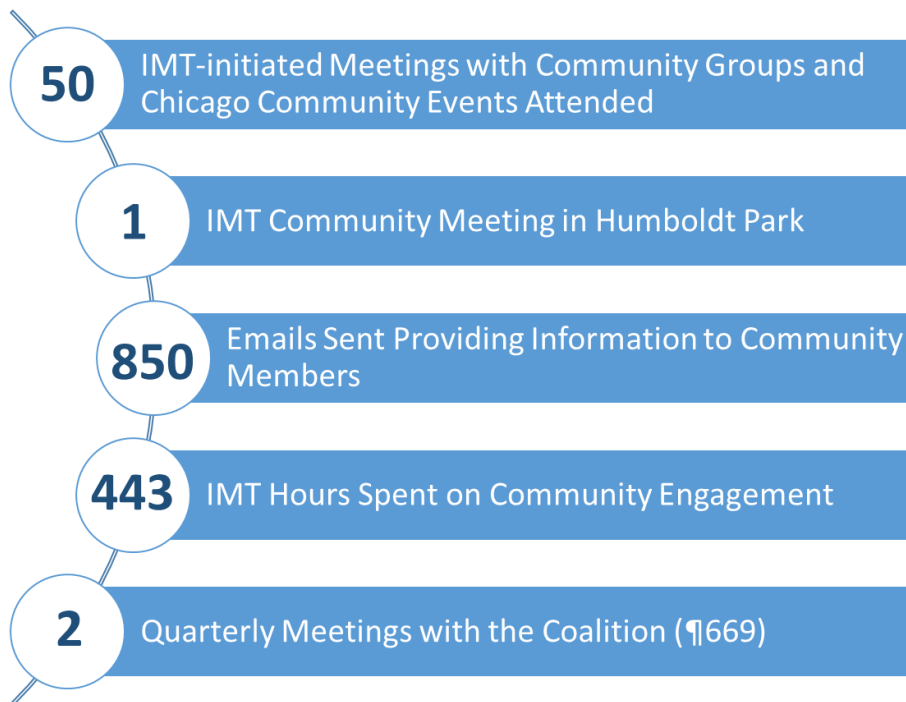 50
IMT-initiated Meetings with Community Groups and
Chicago Community Events Attended
1
IMT Community Meeting in Humboldt Park
850
Emails Sent Providing Information to Community
Members
443
IMT Hours Spent on Community Engagement
2
Quarterly Meetings with the Coalition (¶669)